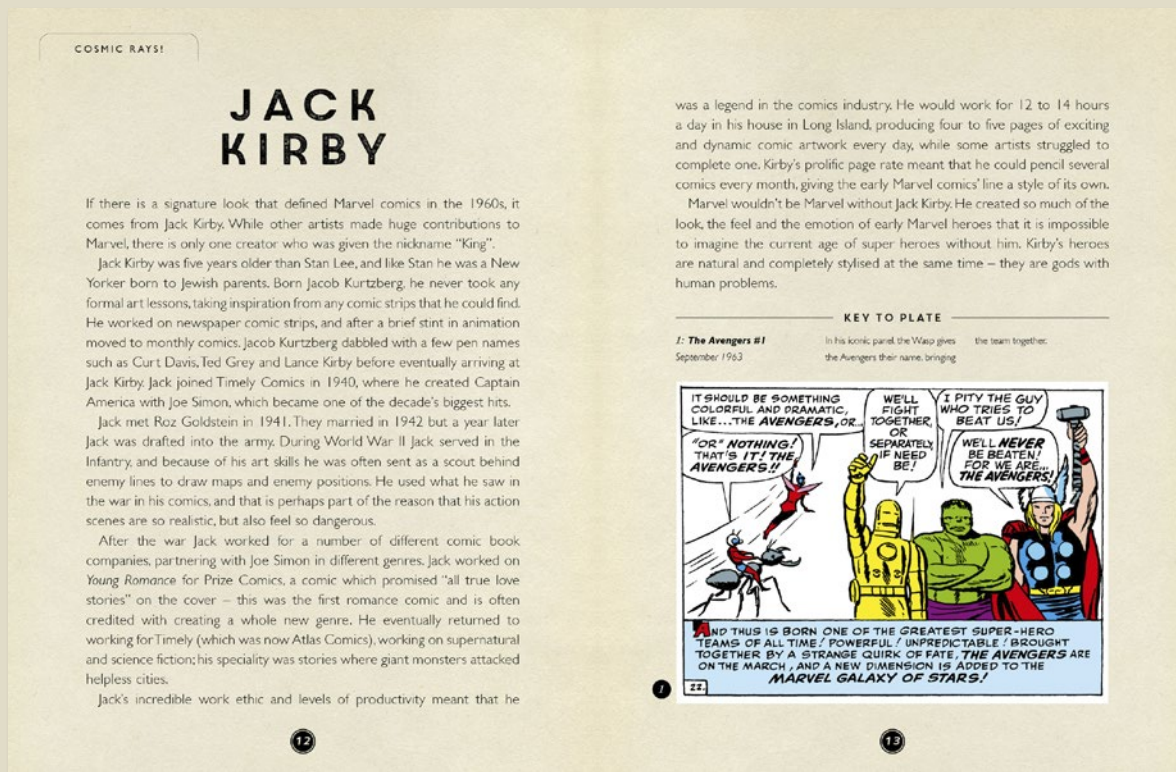 COSMIC RAYS!
JACK
KIRBY
If there is a signature look that defined Marvel comics in the 1960s, it
comes from Jack Kirby. While other artists made huge contributions to
Marvel, there is only one creator who was given the nickname “King”.
Jack Kirby was five years older than Stan Lee, and like Stan he was a New
Yorker born to Jewish parents. Born Jacob Kurtzberg, he never took any
formal art lessons, taking inspiration from any comic strips that he could find.
He worked on newspaper comic strips, and after a brief stint in animation
moved to monthly comics. Jacob Kurtzberg dabbled with a few pen names
such as Curt Davis, Ted Grey and Lance Kirby before eventually arriving at
Jack Kirby. Jack joined Timely Comics in 1940, where he created Captain
America with Joe Simon, which became one of the decade’s biggest hits.
Jack met Roz Goldstein in 1941. They married in 1942 but a year later
Jack was drafted into the army. During World War II Jack served in the
Infantry, and because of his art skills he was often sent as a scout behind
enemy lines to draw maps and enemy positions. He used what he saw in
the war in his comics, and that is perhaps part of the reason that his action
scenes are so realistic, but also feel so dangerous.
After the war Jack worked for a number of different comic book
companies, partnering with Joe Simon in different genres. Jack worked on
Young Romance for Prize Comics, a comic which promised “all true love
stories” on the cover – this was the first romance comic and is often
credited with creating a whole new genre. He eventually returned to
working for Timely (which was now Atlas Comics), working on supernatural
and science fiction; his speciality was stories where giant monsters attacked
helpless cities.
Jack’s incredible work ethic and levels of productivity meant that he
12
was a legend in the comics industry. He would work for 12 to 14 hours
a day in his house in Long Island, producing four to five pages of exciting
and dynamic comic artwork every day, while some artists struggled to
complete one. Kirby’s prolific page rate meant that he could pencil several
comics every month, giving the early Marvel comics’ line a style of its own.
Marvel wouldn’t be Marvel without Jack Kirby. He created so much of the
look, the feel and the emotion of early Marvel heroes that it is impossible
to imagine the current age of super heroes without him. Kirby’s heroes
are natural and completely stylised at the same time – they are gods with
human problems.
KEY TO PLATE
1: The Avengers #1
September 1963
In his iconic panel, the Wasp gives
the Avengers their name, bringing
the team together.
IT SHOULD BE SOMETHING
COLORFUL AND DRAMATIC,
LIKE...THE AVENGERS, OR...
"OR" NOTHING!
THAT'S IT! THE
AVENGERS!!
WE'LL
FIGHT
TOGETHER,
OR
SEPARATELY,
IF NEED
BE!
I PITY THE GUY
WHO TRIES TO
BEAT US!
WE'LL NEVER
BE BEATEN!
FOR WE ARE...
THE AVENGERS!
AND THUS IS BORN ONE OF THE GREATEST SUPER-HERO
TEAMS OF ALL TIME! POWERFUL! UNPREDICTABLE! BROUGHT
TOGETHER BY A STRANGE QUIRK OF FATE, THE AVENGERS ARE
ON THE MARCH, AND A NEW DIMENSION IS ADDED TO THE
MARVEL GALAXY OF STARS!
22.
1
13